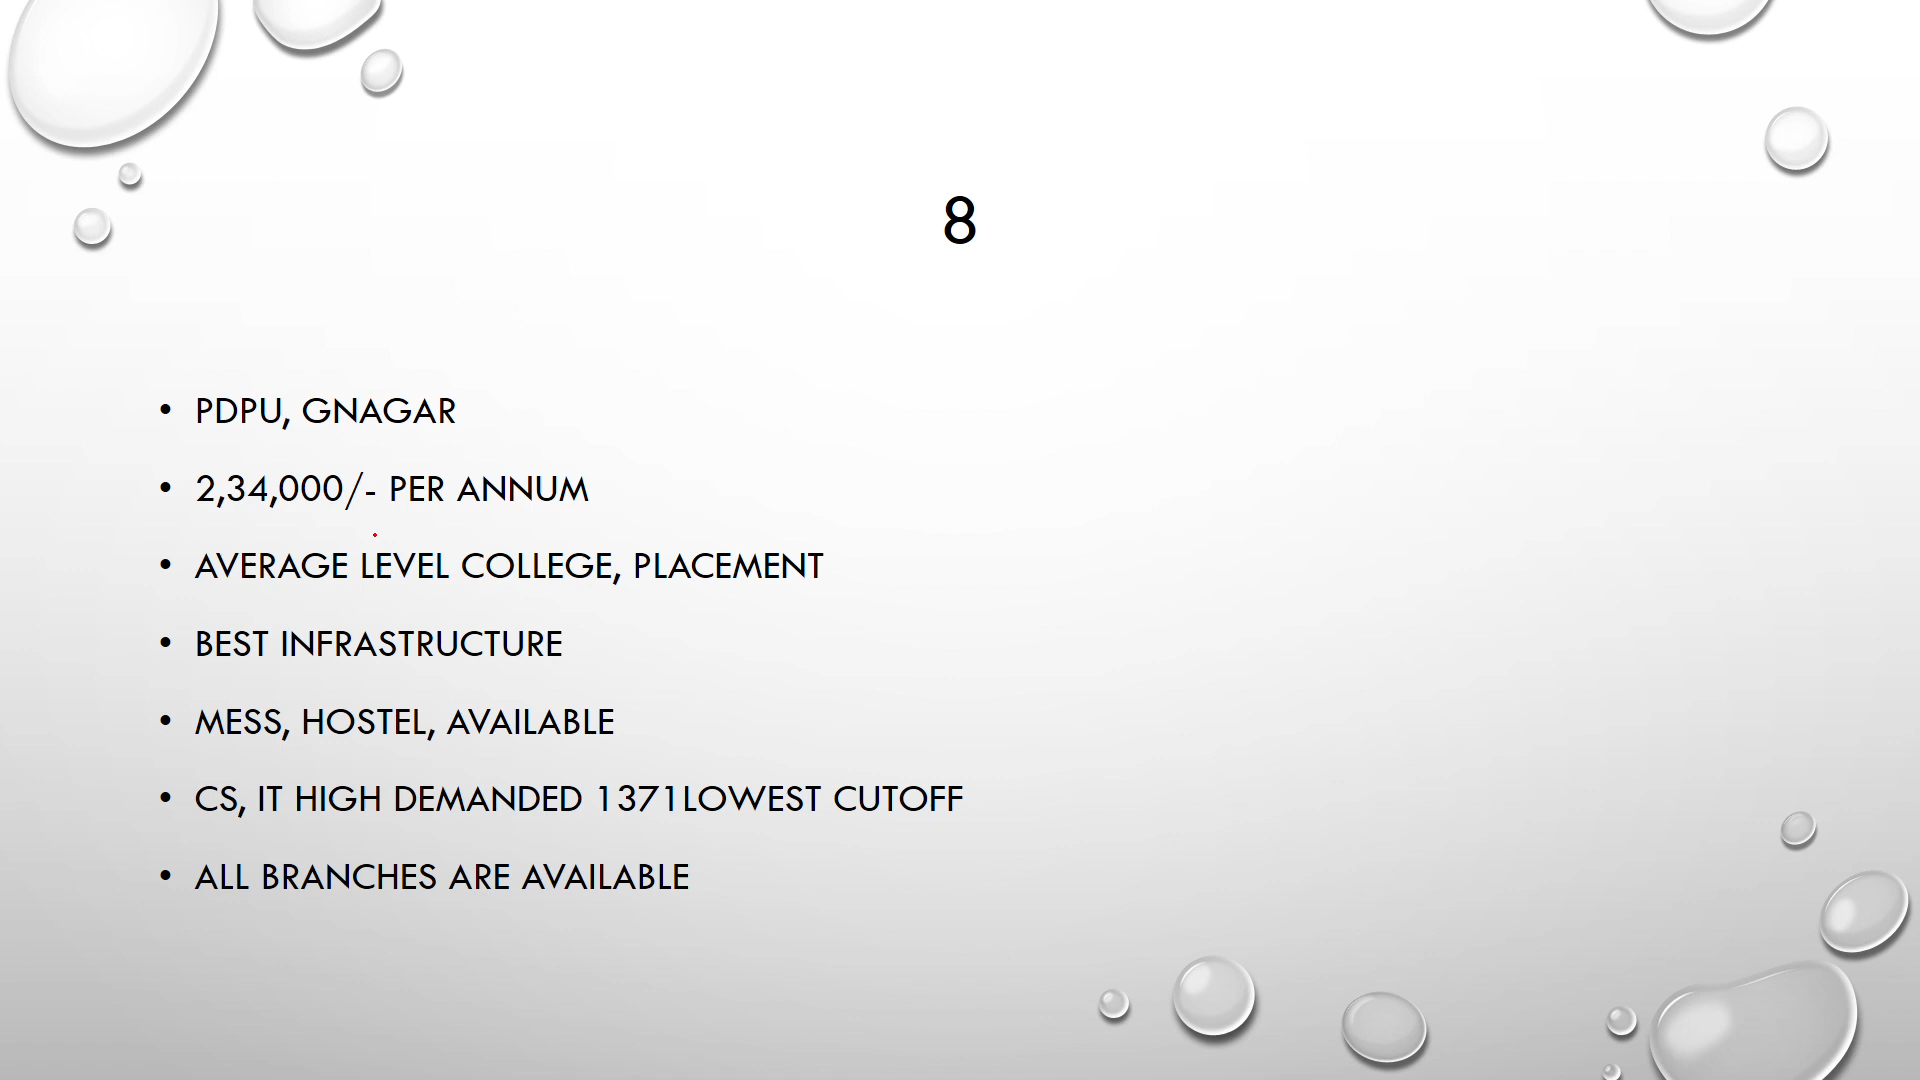 8
• PDPU, GNAGAR
• 2,34,000/- PER ANNUM
• AVERAGE LEVEL COLLEGE, PLACEMENT
• BEST INFRASTRUCTURE
• MESS, HOSTEL, AVAILABLE
• CS, IT HIGH DEMANDED 1371LOWEST CUTOFF
• ALL BRANCHES ARE AVAILABLE